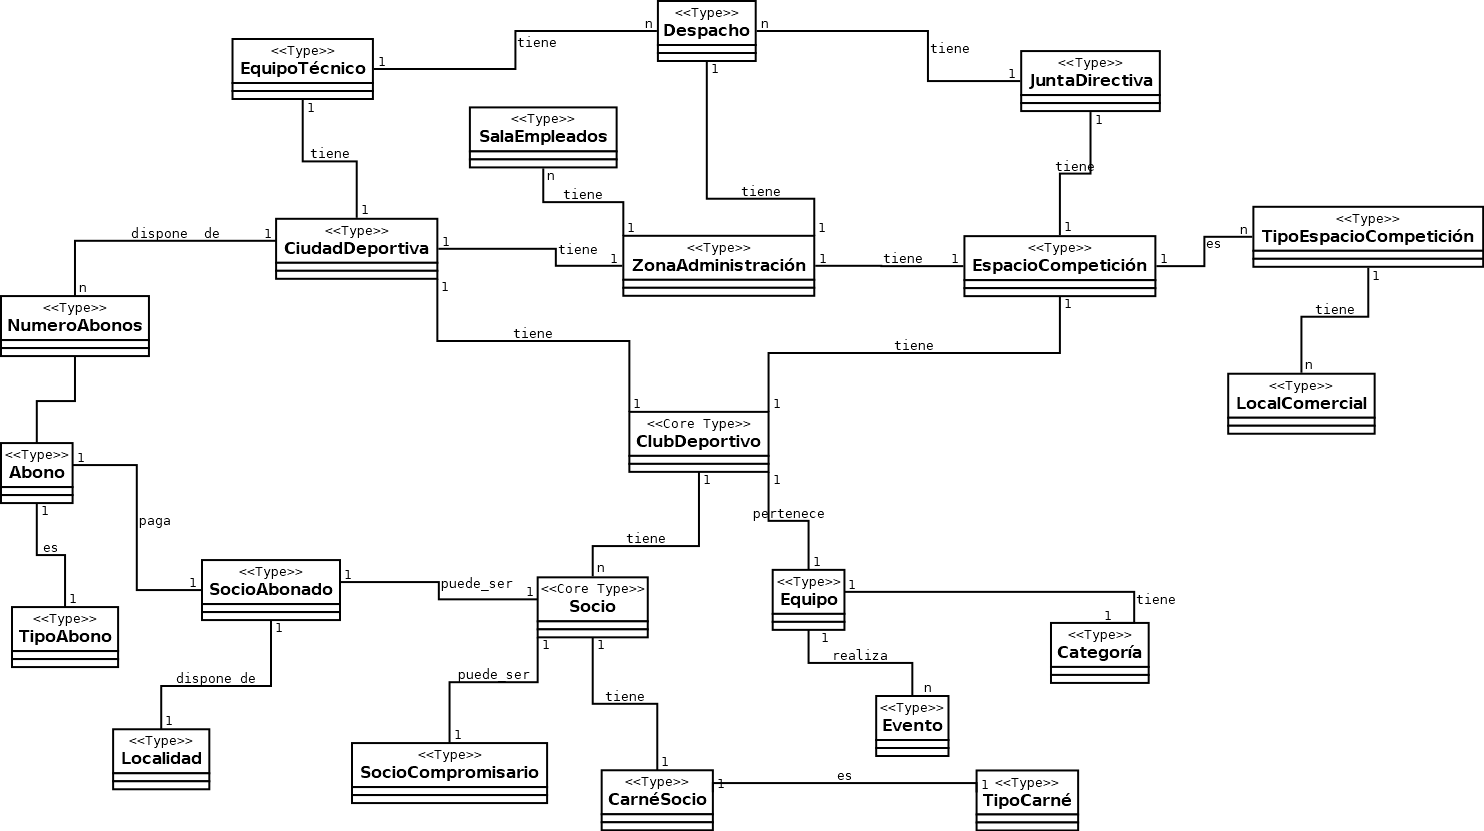 <<Type>>
Despacho
n
n
tiene
tiene
1
<<Type>>
EquipoTécnico
1
1
<<Type>>
JuntaDirectiva
1
1
<<Type>>
SalaEmpleados
n
tiene
tiene
tiene
tiene
1
1
1
1
<<Type>>
TipoEspacioCompetición
n
1
es
dispone de
1
<<Type>>
CiudadDeportiva
1
1
tiene
1
<<Type>>
ZonaAdministración
1
tiene
1
<<Type>>
EspacioCompetición
1
1
n
<<Type>>
NumeroAbonos
tiene
tiene
tiene
n
<<Type>>
LocalComercial
1
1
<<Core Type>>
ClubDeportivo
1
1
<<Type>>
Abono
1
1
paga
pertenece
tiene
es
1
1
<<Type>>
TipoAbono
1
<<Type>>
SocioAbonado
1
1
puede_ser
1
n
<<Core Type>>
Socio
1
1
1
<<Type>>
Equipo
1
1
tiene
1
<<Type>>
Categoría
realiza
n
<<Type>>
Evento
dispone de
1
<<Type>>
Localidad
puede_ser
1
<<Type>>
SocioCompromisario
tiene
1
<<Type>>
CarnéSocio
1
es
1
<<Type>>
TipoCarné